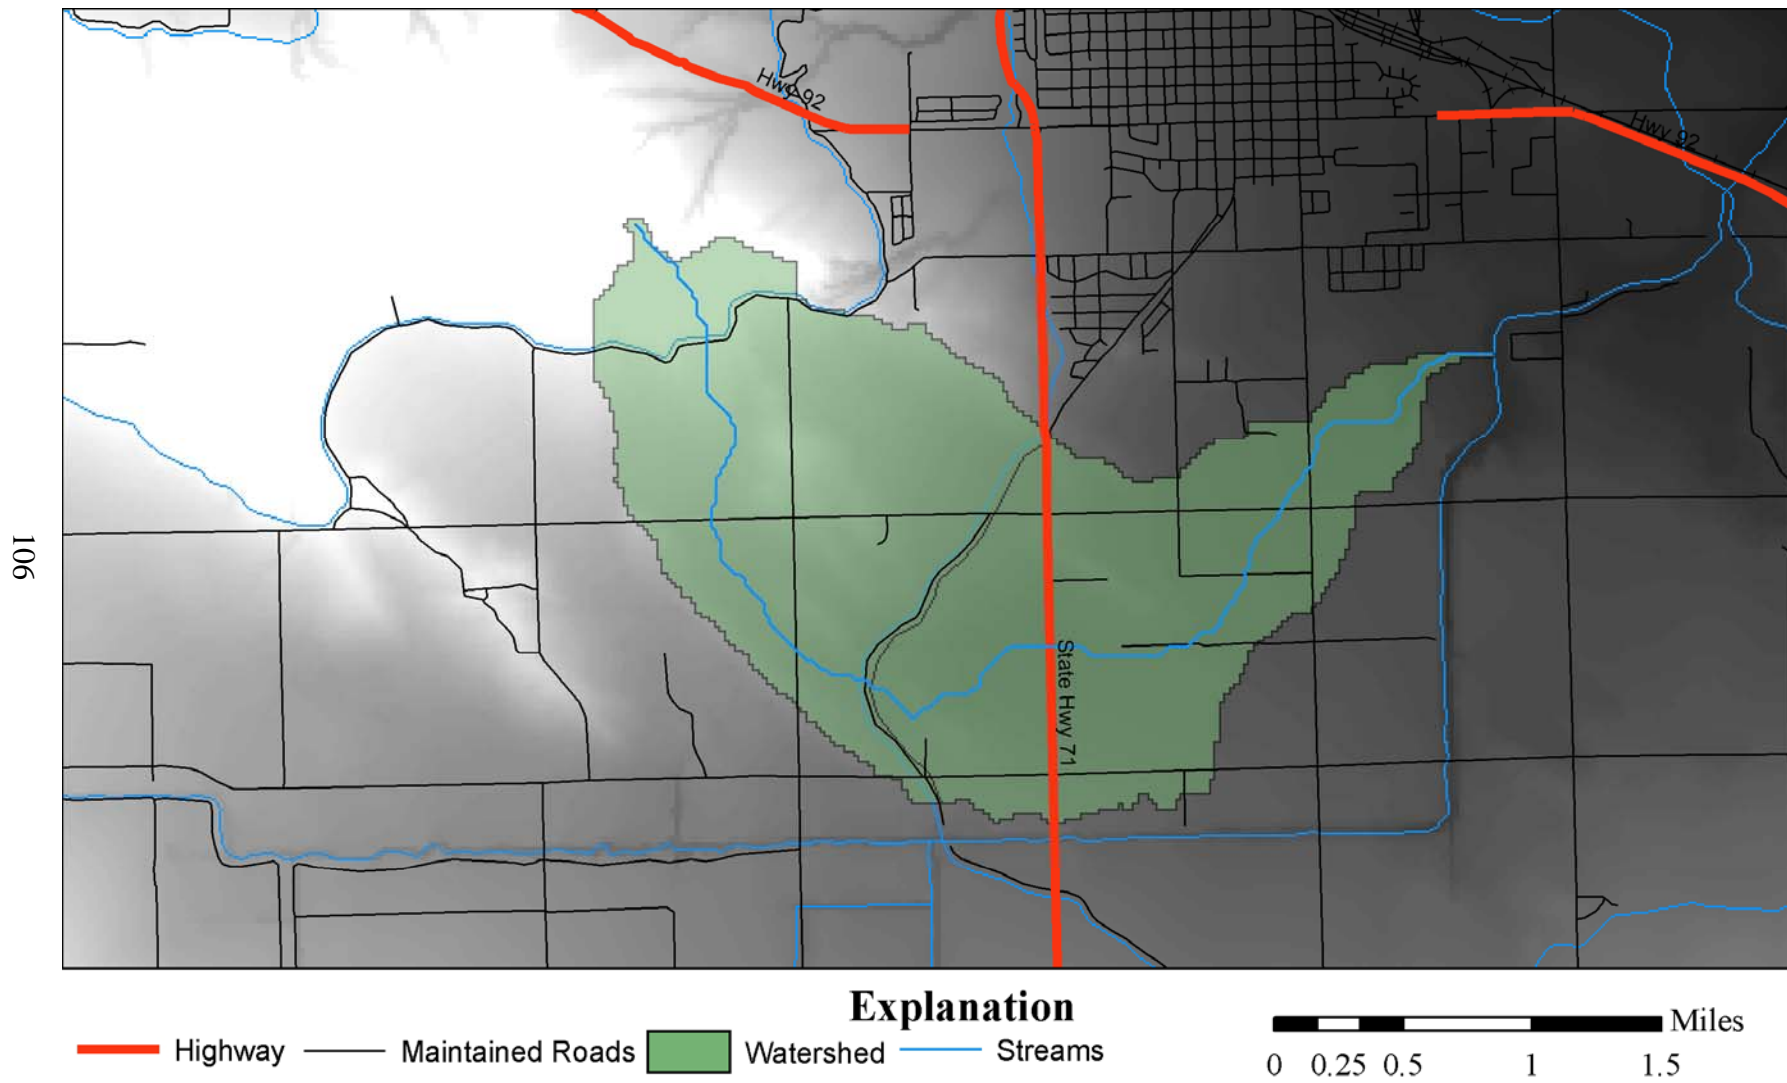 Hwy 92
Hwy 92
State Hwy 71
106
Explanation
Highway
Maintained Roads
Watershed
Streams
Miles
0 0.25 0.5 1 1.5